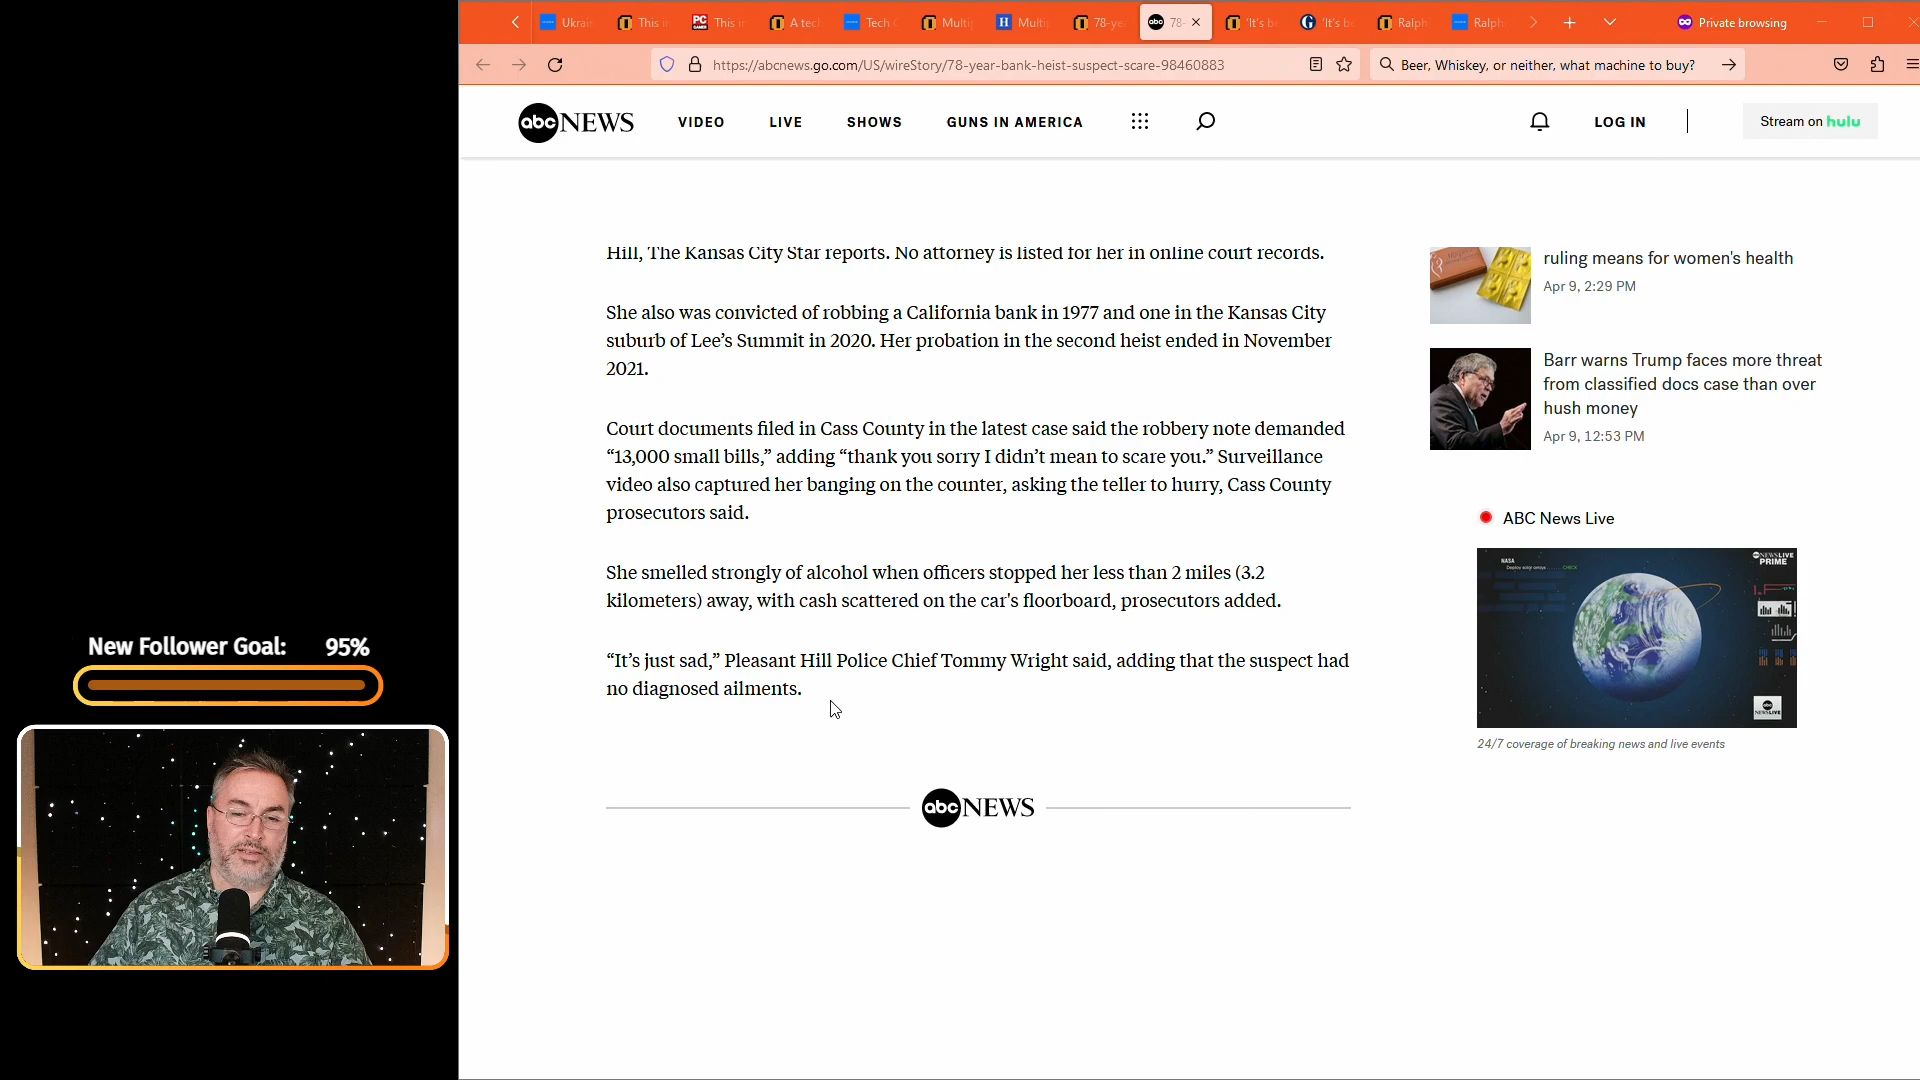 Ukrai
This i
PC GAMER
This i
A tec
Tech
Multi
H
Multi
78-ye
abc
78-
'It's b
G
'It's b
Ralph
Ralph
Private browsing
https://abcnews.go.com/US/wireStory/78-year-bank-heist-suspect-scare-98460883
Beer, Whiskey, or neither, what machine to buy?
abc NEWS
VIDEO
LIVE
SHOWS
GUNS IN AMERICA
LOG IN
Stream on hulu
Hill, The Kansas City Star reports. No attorney is listed for her in online court records.
She also was convicted of robbing a California bank in 1977 and one in the Kansas City
suburb of Lee’s Summit in 2020. Her probation in the second heist ended in November
2021.
Court documents filed in Cass County in the latest case said the robbery note demanded
“13,000 small bills,” adding “thank you sorry I didn’t mean to scare you.” Surveillance
video also captured her banging on the counter, asking the teller to hurry, Cass County
prosecutors said.
She smelled strongly of alcohol when officers stopped her less than 2 miles (3.2
kilometers) away, with cash scattered on the car's floorboard, prosecutors added.
“It’s just sad,” Pleasant Hill Police Chief Tommy Wright said, adding that the suspect had
no diagnosed ailments.
abc NEWS
ruling means for women's health
Apr 9, 2:29 PM
Barr warns Trump faces more threat
from classified docs case than over
hush money
Apr 9, 12:53 PM
ABC News Live
NASA
Deploy solar arrays
CHECK
abc NEWS LIVE
PRIME
abc
NEWS LIVE
24/7 coverage of breaking news and live events
New Follower Goal: 95%